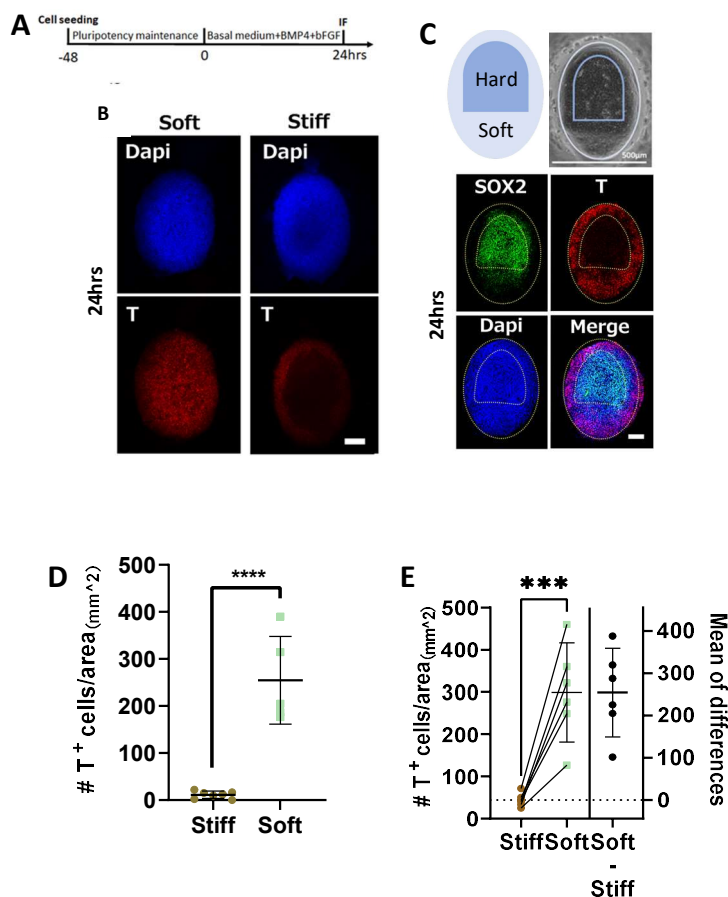 A
Cell seeding
IF
Pluripotency maintenance
Basal medium+BMP4+bFGF
-48
0
24hrs
B
Soft
Stiff
Dapi
Dapi
T
T
24hrs
C
Hard
Soft
500μm
SOX2
T
Dapi
Merge
24hrs
D
# T+ cells/area(mm^2)
500
400
300
200
100
0
****
Stiff
Soft
E
# T+ cells/area(mm^2)
500
400
300
200
100
0
***
Stiff
Soft
Soft
-
Stiff
400
300
200
100
0
Mean of differences